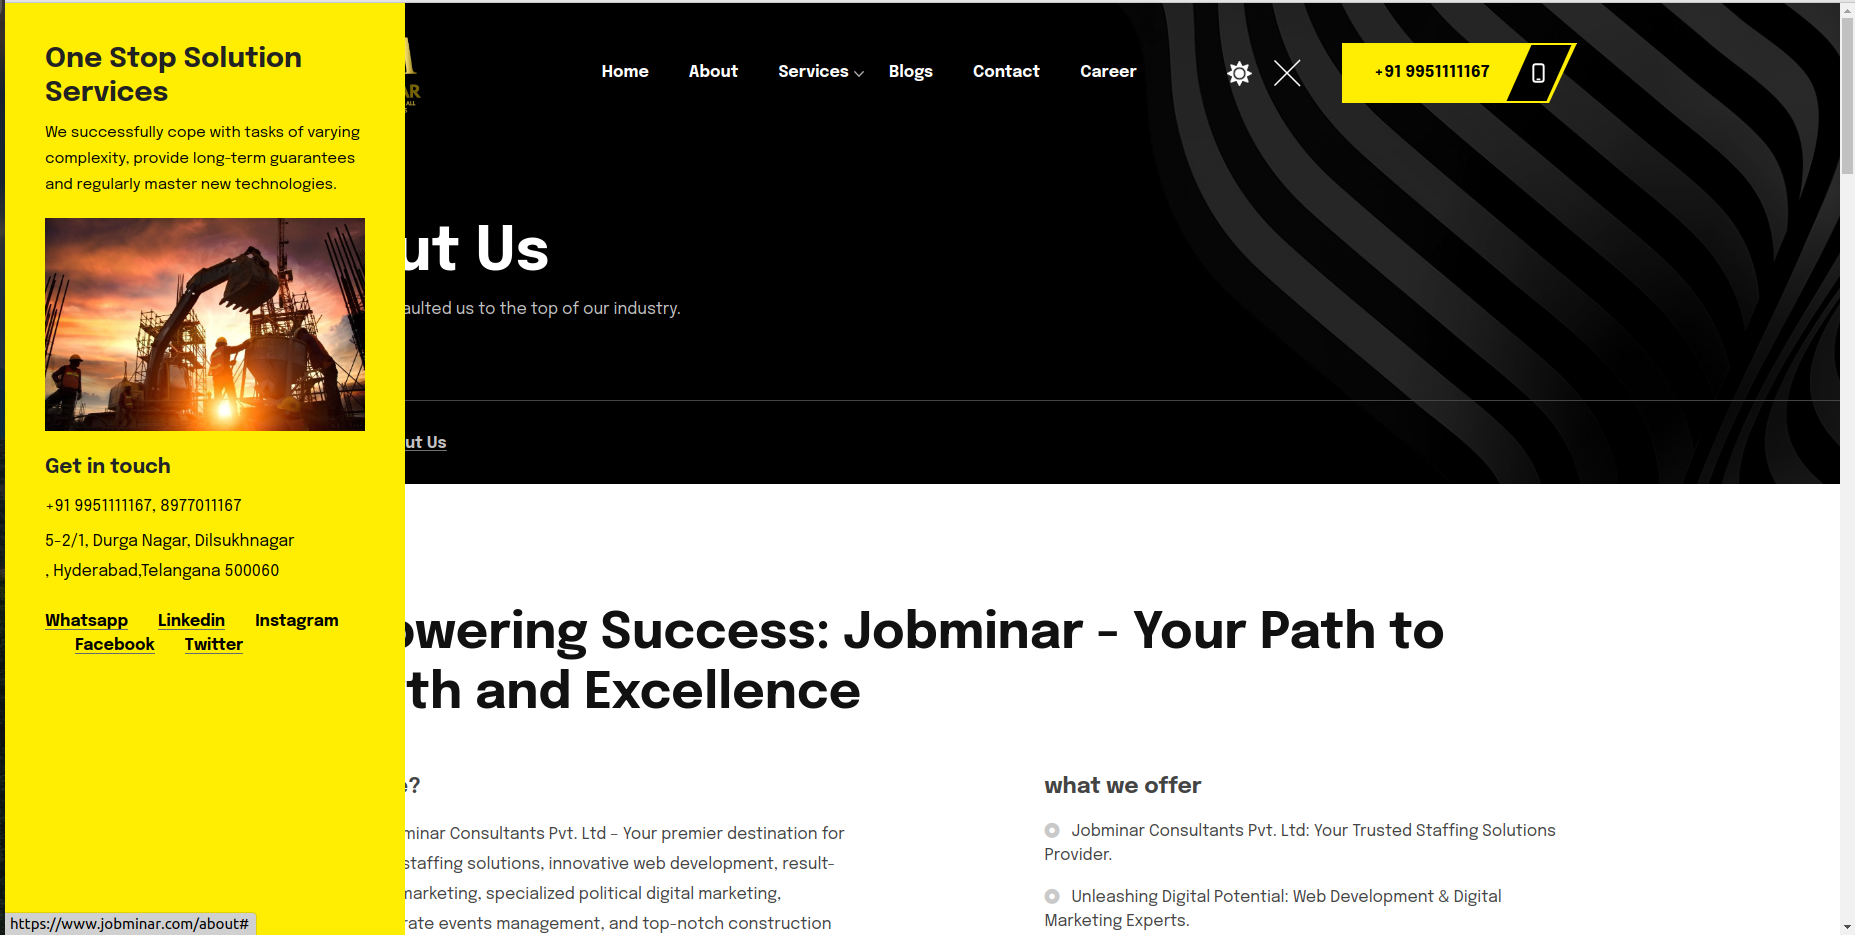 One Stop Solution
Services
We successfully cope with tasks of varying
complexity, provide long-term guarantees
and regularly master new technologies.
Get in touch
+91 9951111167, 8977011167
5-2/1, Durga Nagar, Dilsukhnagar
, Hyderabad,Telangana 500060
Whatsapp Linkedin Instagram
Facebook Twitter
Home About Services Blogs Contact Career
+91 9951111167
AR
ALL
ut Us
aulted us to the top of our industry.
ut Us
owering Success: Jobminar - Your Path to
th and Excellence
e?
minar Consultants Pvt. Ltd – Your premier destination for
staffing solutions, innovative web development, result-
marketing, specialized political digital marketing,
rate events management, and top-notch construction
what we offer
Jobminar Consultants Pvt. Ltd: Your Trusted Staffing Solutions
Provider.
Unleashing Digital Potential: Web Development & Digital
Marketing Experts.
https://www.jobminar.com/about#